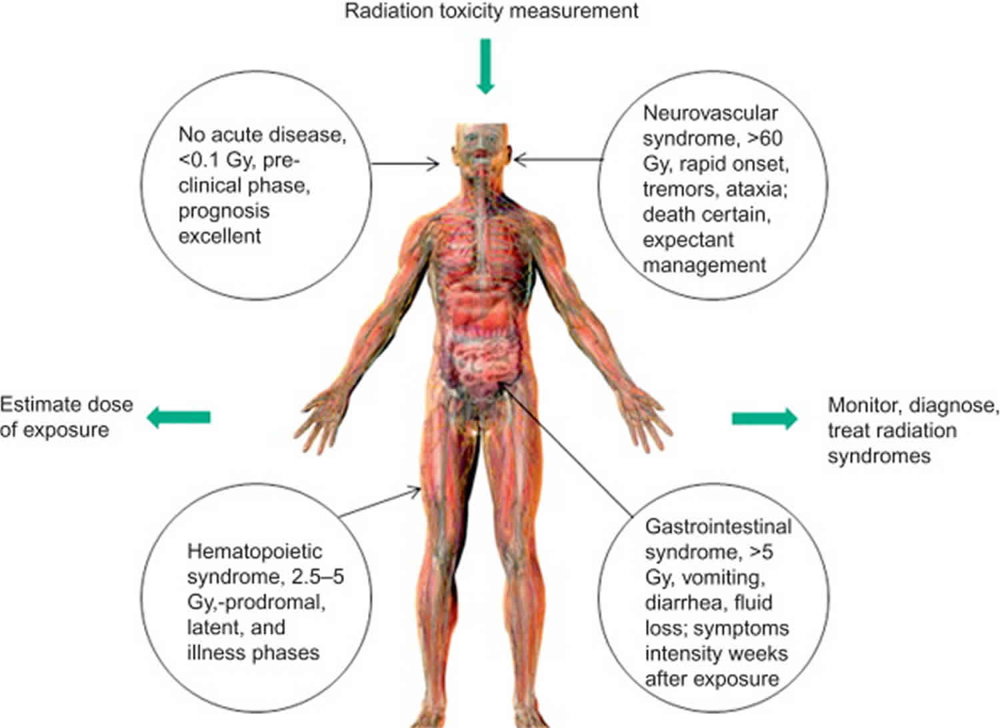 Radiation toxicity measurement
No acute disease,
<0.1 Gy, pre-
clinical phase,
prognosis
excellent
Neurovascular
syndrome, >60
Gy, rapid onset,
tremors, ataxia;
death certain,
expectant
management
Estimate dose
of exposure
Monitor, diagnose,
treat radiation
syndromes
Hematopoietic
syndrome, 2.5–5
Gy,-prodromal,
latent, and
illness phases
Gastrointestinal
syndrome, >5
Gy, vomiting,
diarrhea, fluid
loss; symptoms
intensity weeks
after exposure